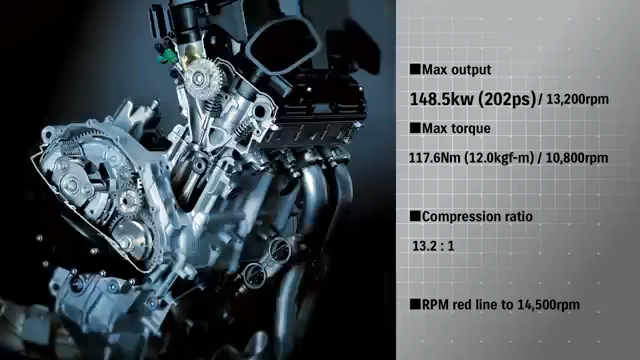 ■Max output
148.5kw (202ps) / 13,200rpm
■Max torque
117.6Nm (12.0kgf-m) / 10,800rpm
■Compression ratio
13.2 : 1
■RPM red line to 14,500rpm